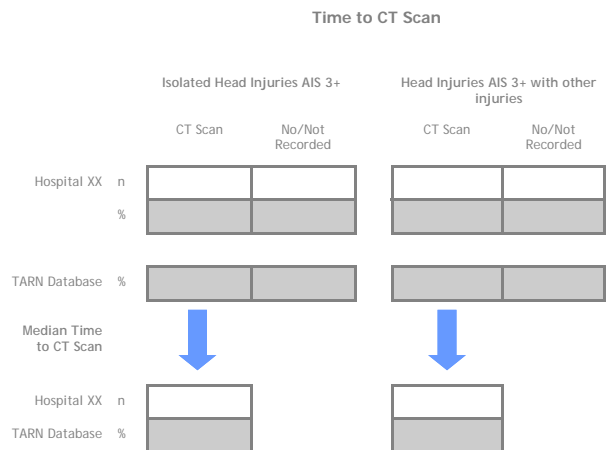 Time to CT Scan
Isolated Head Injuries AIS 3+
Head Injuries AIS 3+ with other
injuries
CT Scan
No/Not
Recorded
CT Scan
No/Not
Recorded
Hospital XX n
%
TARN Database %
Median Time
to CT Scan
Hospital XX n
TARN Database %